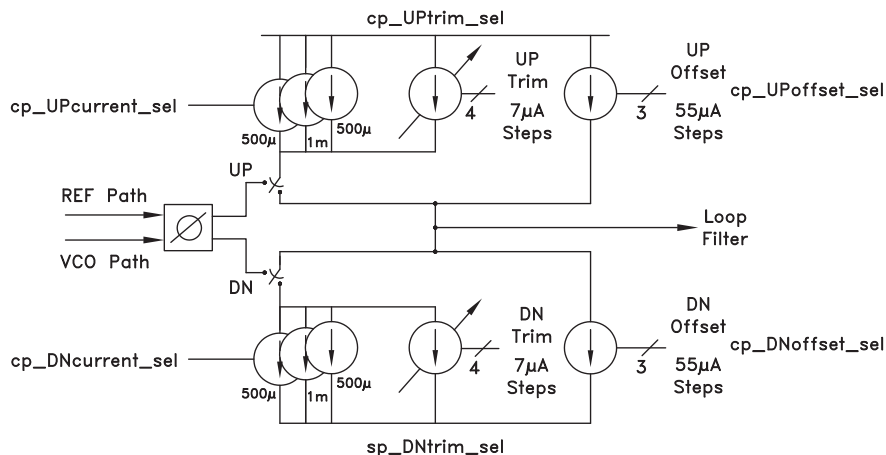 cp_UPtrim_sel
cp_UPcurrent_sel
500μ
1m
500μ
4
UP
Trim
7μA
Steps
3
UP
Offset
55μA
Steps
cp_UPoffset_sel
UP
REF Path
VCO Path
DN
Loop
Filter
cp_DNcurrent_sel
500μ
1m
500μ
4
DN
Trim
7μA
Steps
3
DN
Offset
55μA
Steps
cp_DNoffset_sel
sp_DNtrim_sel